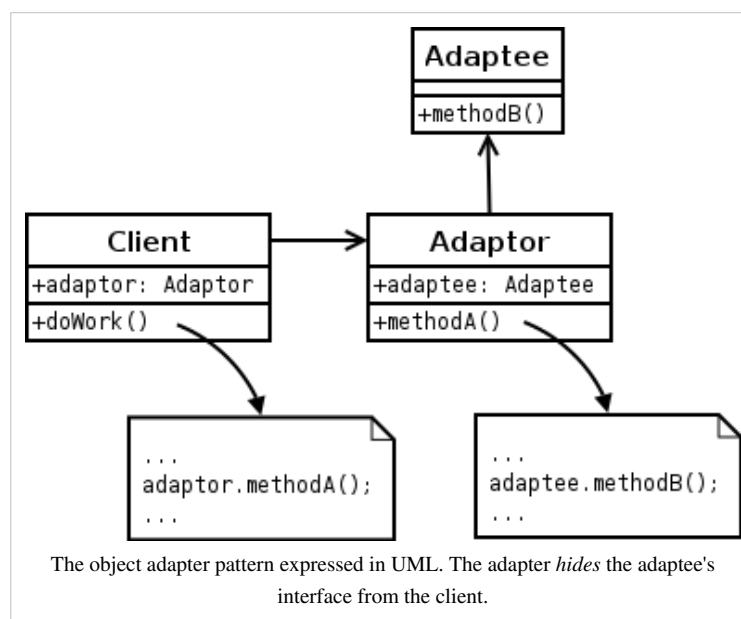 Adaptee
+methodB()
Client
+adaptor: Adaptor
+doWork()
Adaptor
+adaptee: Adaptee
+methodA()
...
adaptor.methodA();
...
...
adaptee.methodB();
...
The object adapter pattern expressed in UML. The adapter hides the adaptee's
interface from the client.